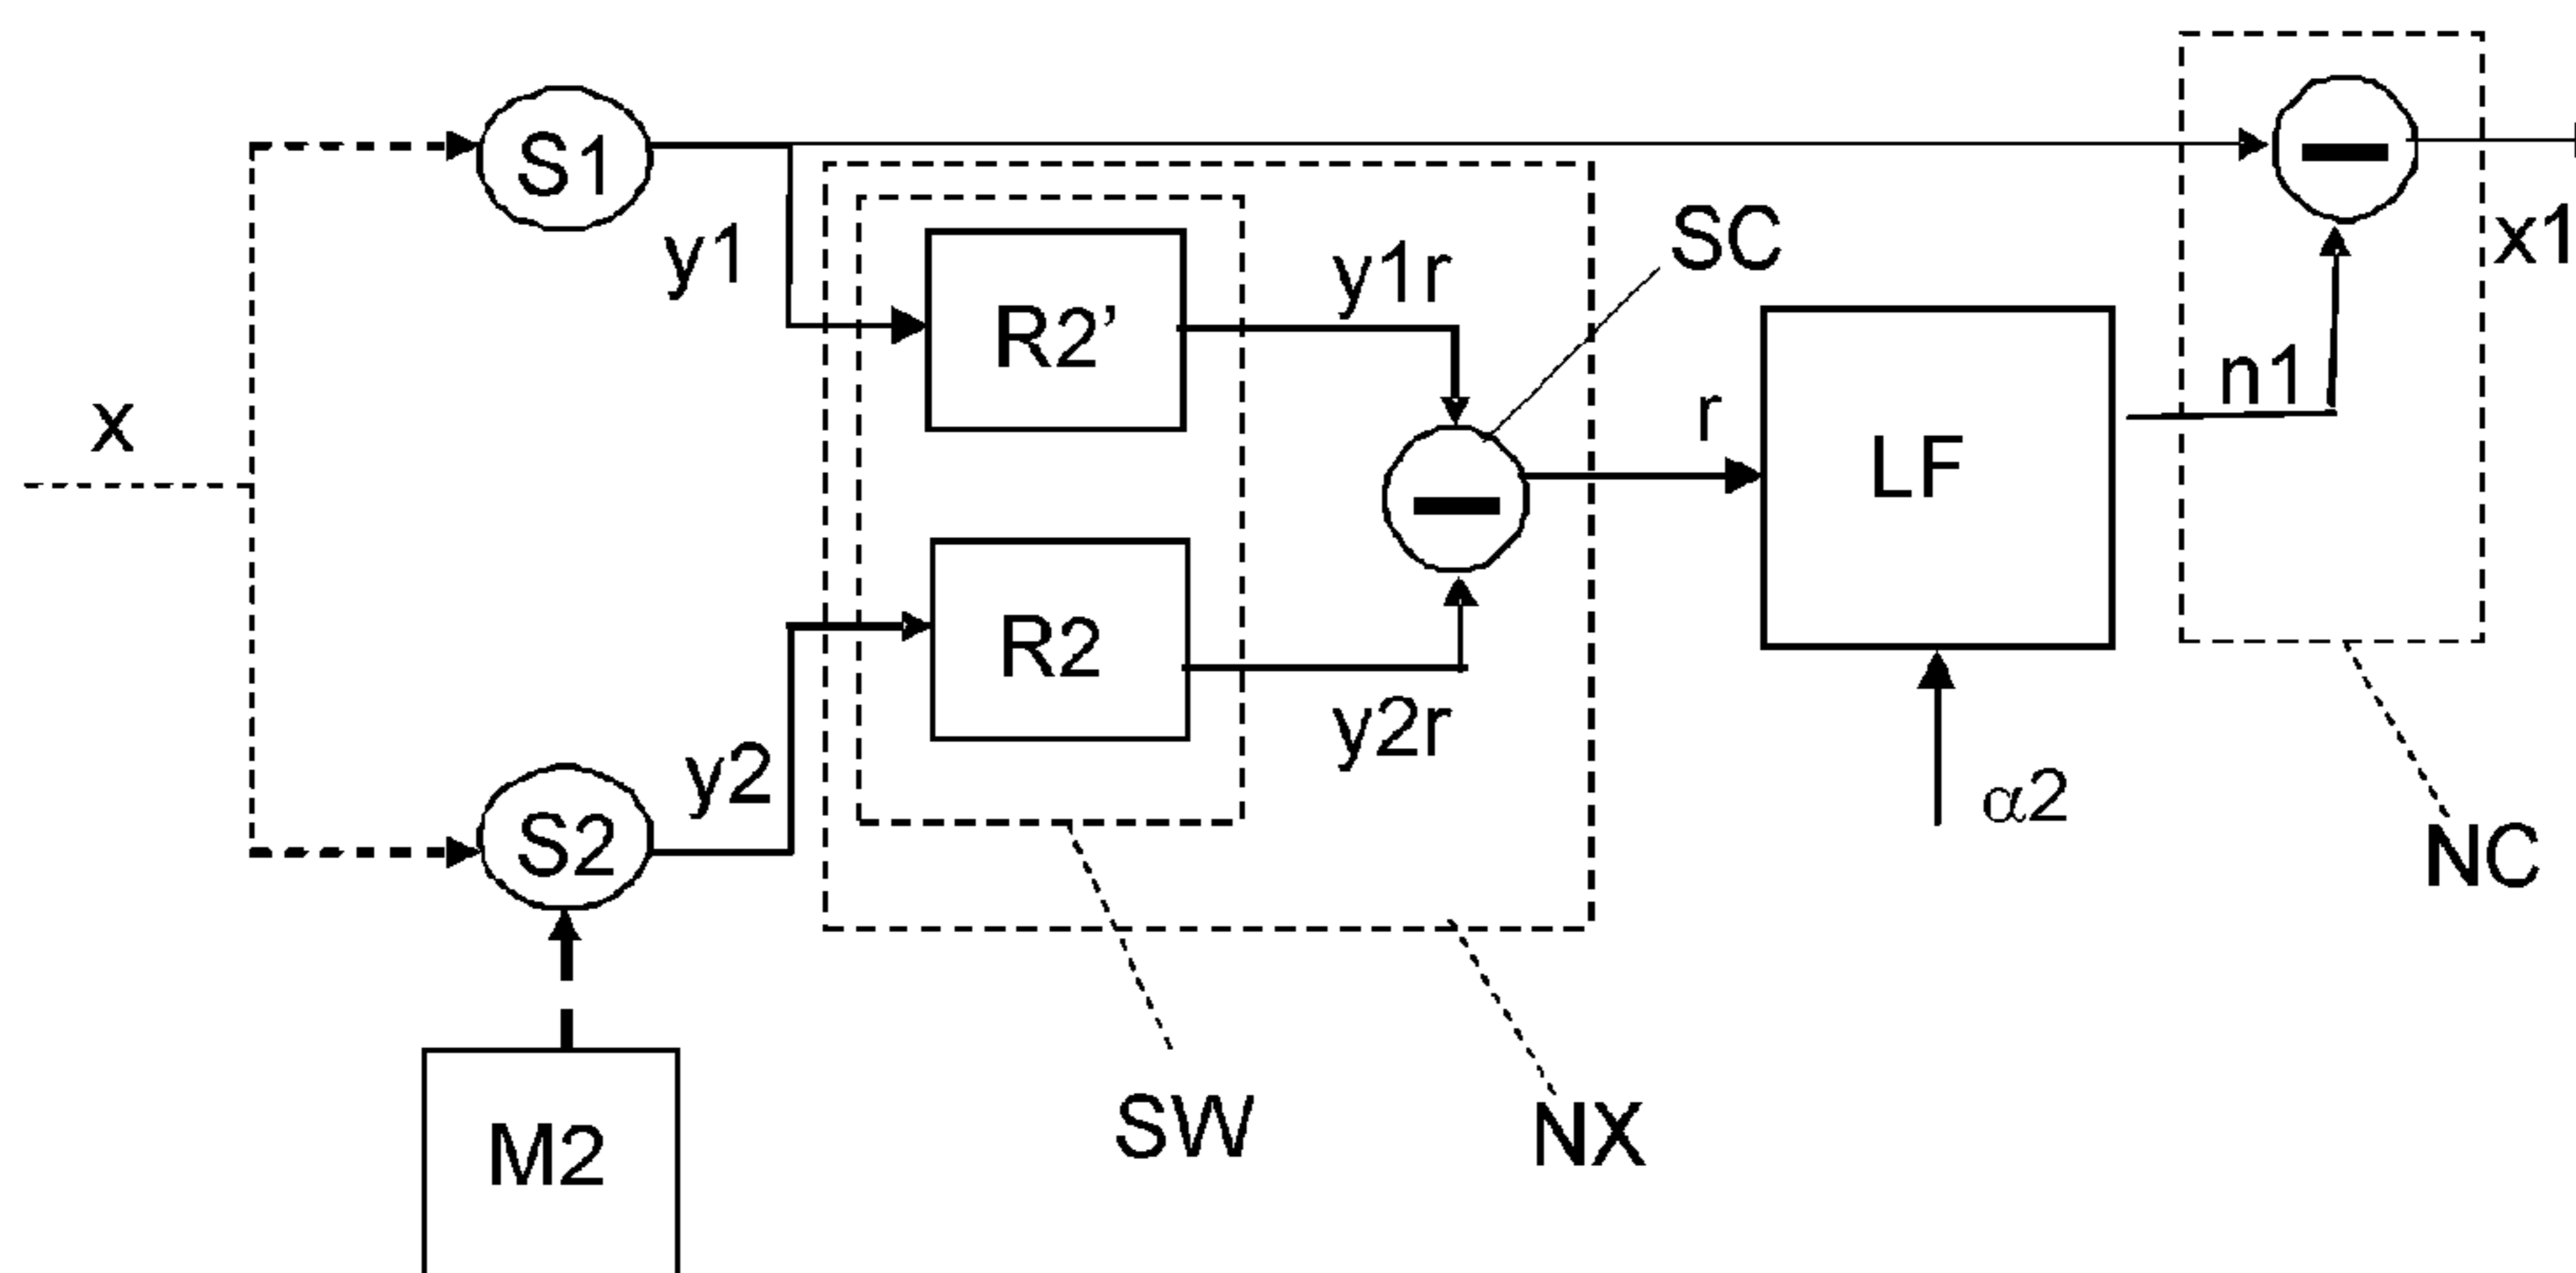 S1
y1
x
R2’
y1r
SC
x1
n1
r
LF
R2
y2r
y2
S2
α2
NC
M2
SW
NX